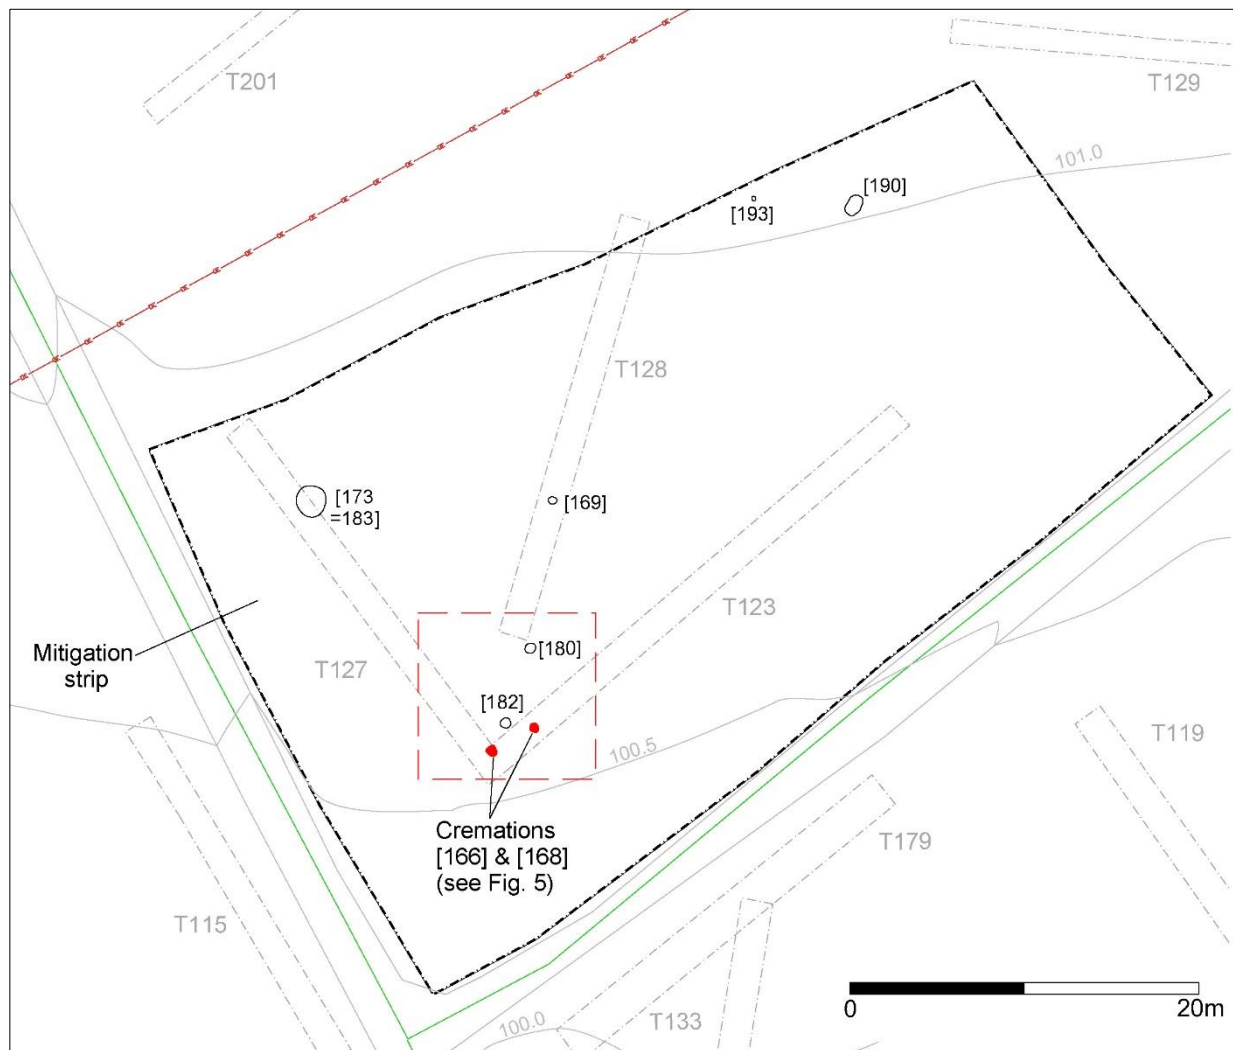 T201
T129
101.0
[190]
[193]
T128
[173
=183]
[169]
T123
[180]
Mitigation
strip
T127
[182]
T119
100.5
Cremations
[166] & [168]
(see Fig. 5)
T179
T115
0
20m
T133
100.0